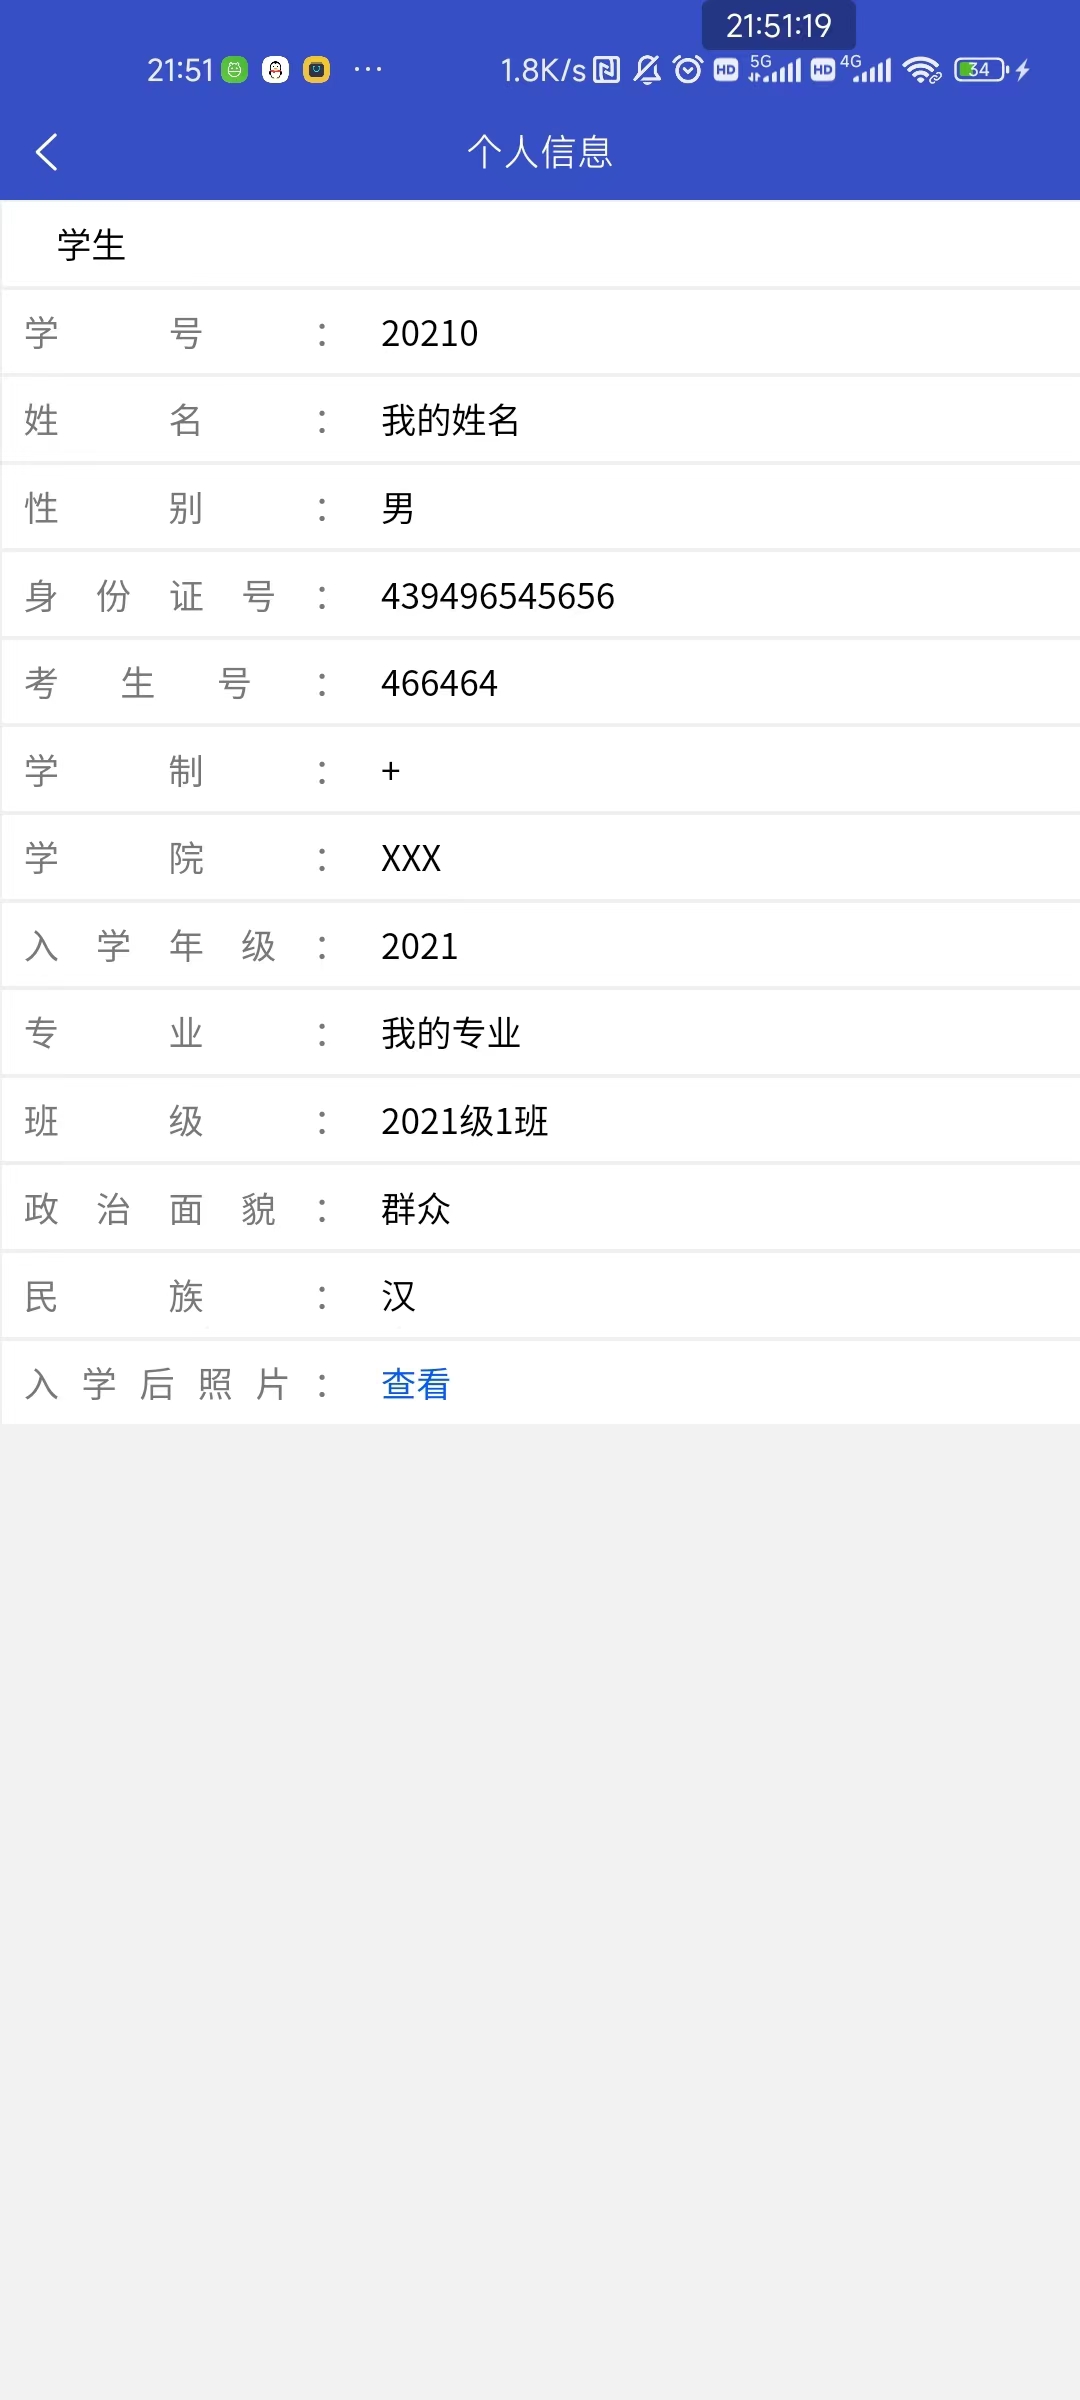 21:51:19
21:51 ··· 1.8K/s HD 5G HD 4G 34
个人信息
学生
学号： 20210
姓名： 我的姓名
性别： 男
身份证号： 439496545656
考生号： 466464
学制： +
学院： XXX
入学年级： 2021
专业： 我的专业
班级： 2021级1班
政治面貌： 群众
民族： 汉
入学后照片： 查看